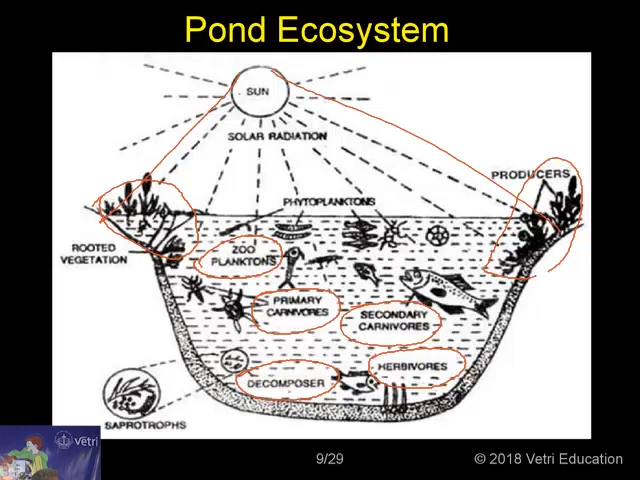 Pond Ecosystem
SUN
SOLAR RADIATION
PRODUCERS
PHYTOPLANKTONS
ROOTED
VEGETATION
ZOO
PLANKTONS
PRIMARY
CARNIVORES
SECONDARY
CARNIVORES
HERBIVORES
DECOMPOSER
SAPROTROPHS
Vetri
9/29
© 2018 Vetri Education